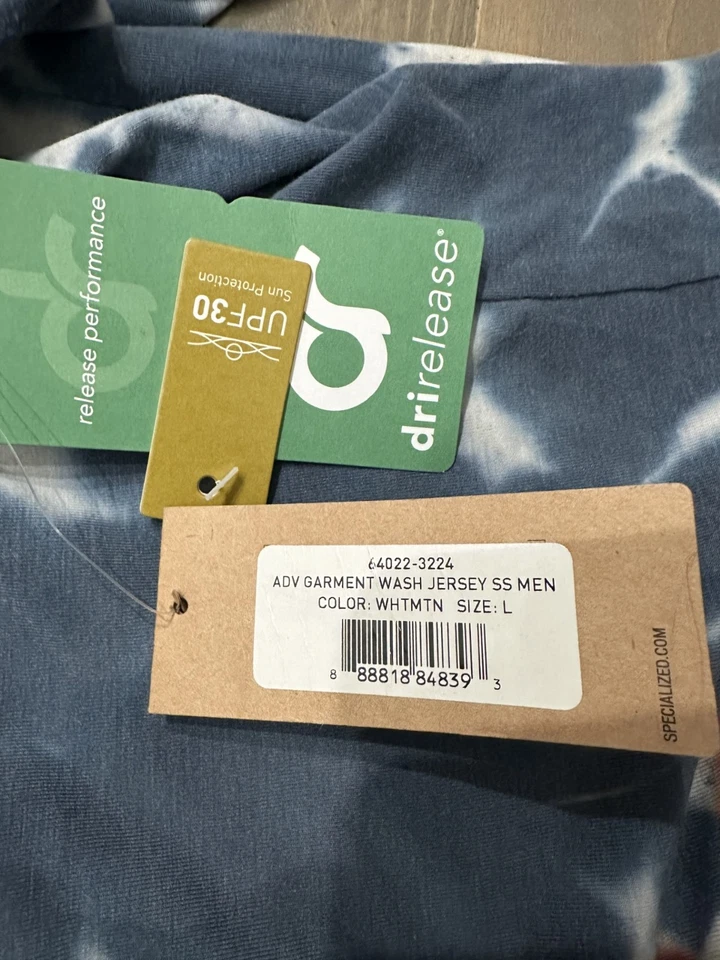 release performance
drirelease®
UPF30
Sun Protection
64022-3224
ADV GARMENT WASH JERSEY SS MEN
COLOR: WHTMTN SIZE: L
8 88818 84839 3
SPECIALIZED.COM